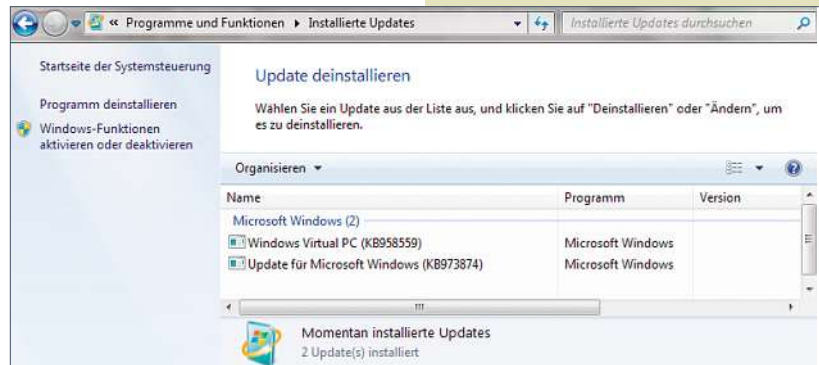 « Programme und Funktionen ▸ Installierte Updates
Installierte Updates durchsuchen
Startseite der Systemsteuerung
Programm deinstallieren
Windows-Funktionen
aktivieren oder deaktivieren
Update deinstallieren
Wählen Sie ein Update aus der Liste aus, und klicken Sie auf "Deinstallieren" oder "Ändern", um
es zu deinstallieren.
Organisieren
Name Programm Version
Microsoft Windows (2)
Windows Virtual PC (KB958559) Microsoft Windows
Update für Microsoft Windows (KB973874) Microsoft Windows
Momentan installierte Updates
2 Update(s) installiert